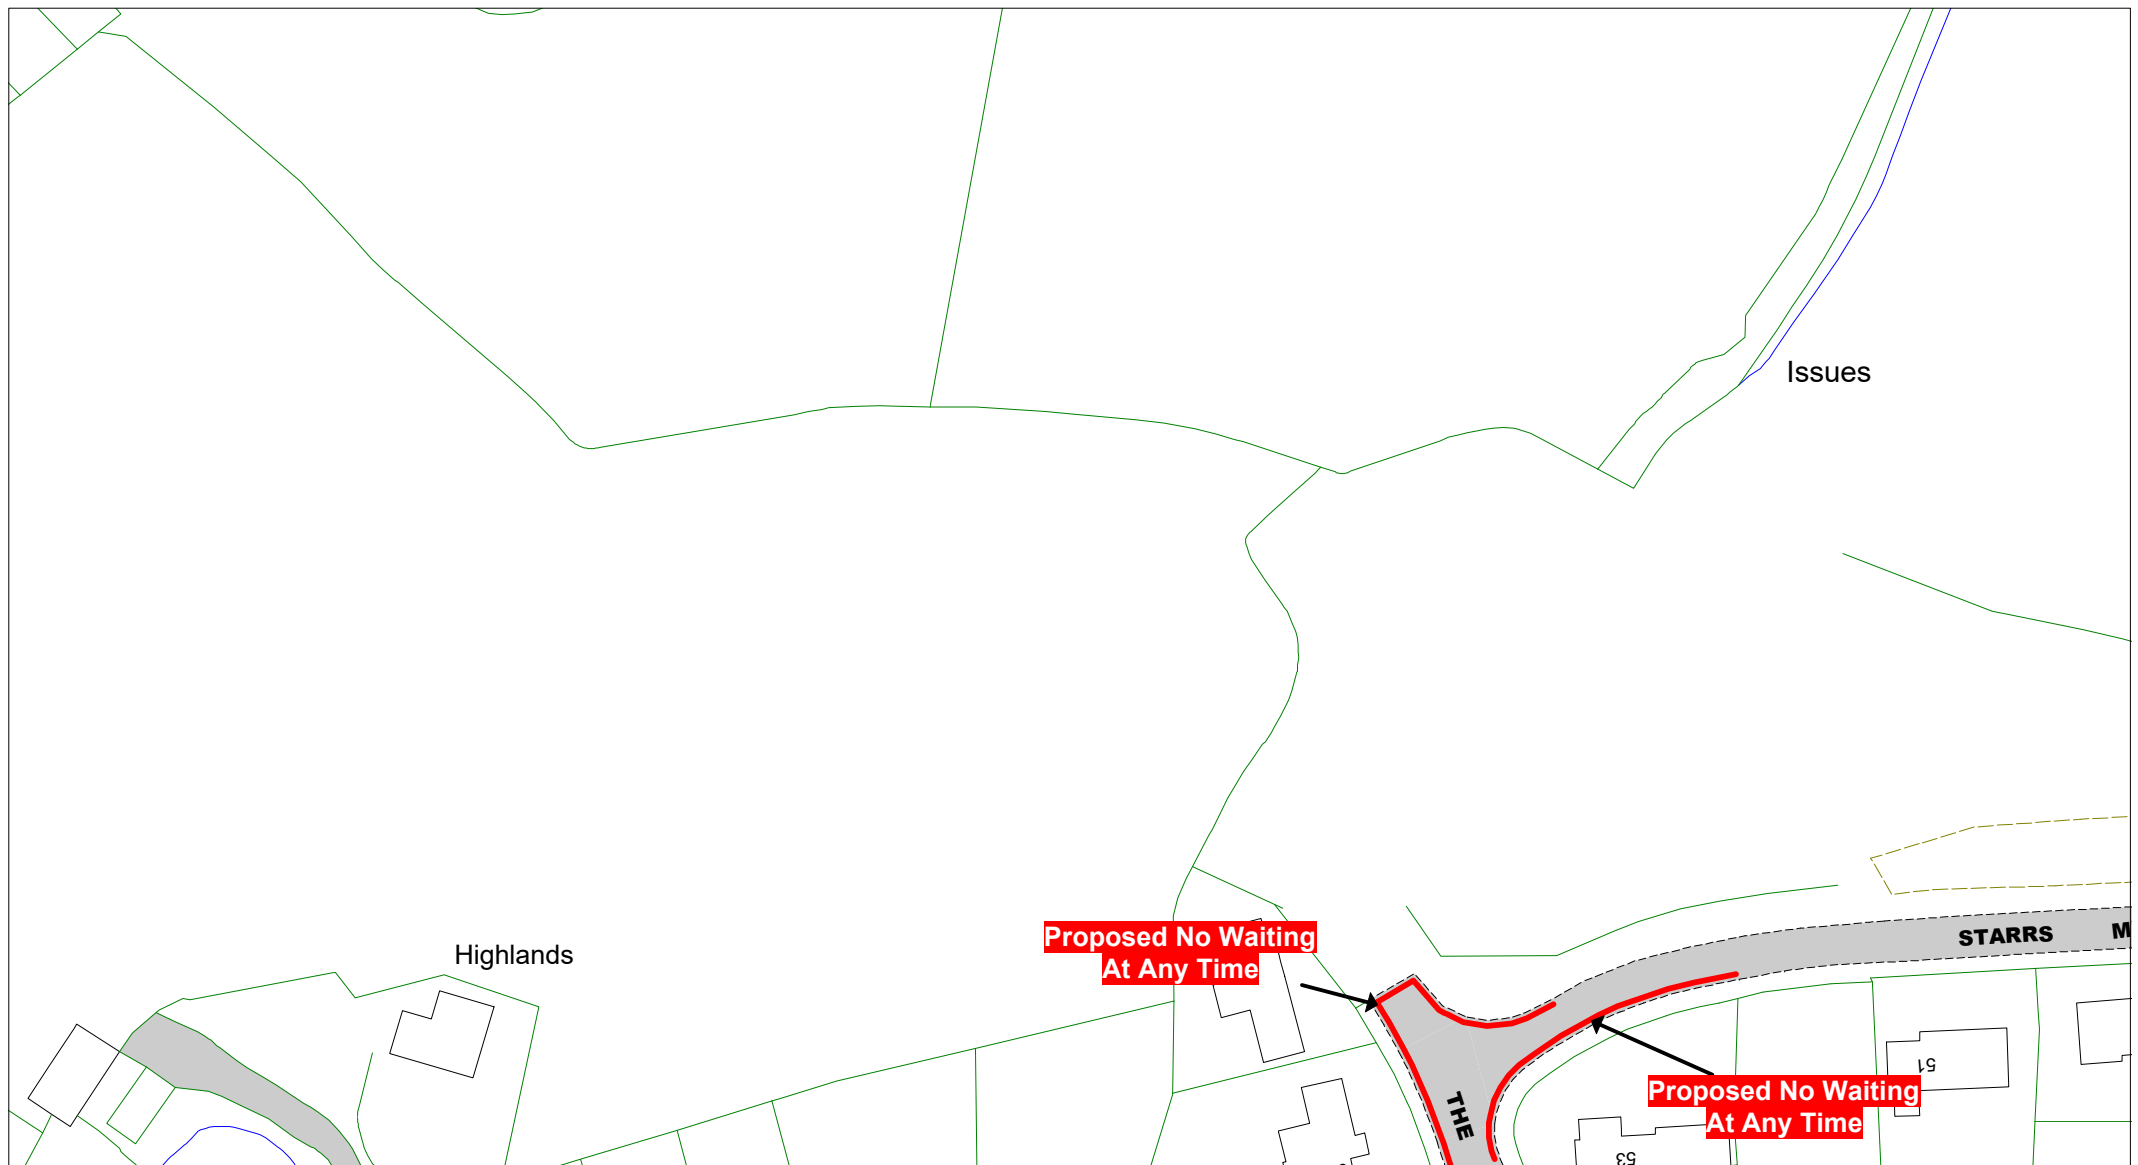 Issues
Proposed No Waiting
At Any Time
STARRS M
Highlands
51
THE
Proposed No Waiting
At Any Time
53